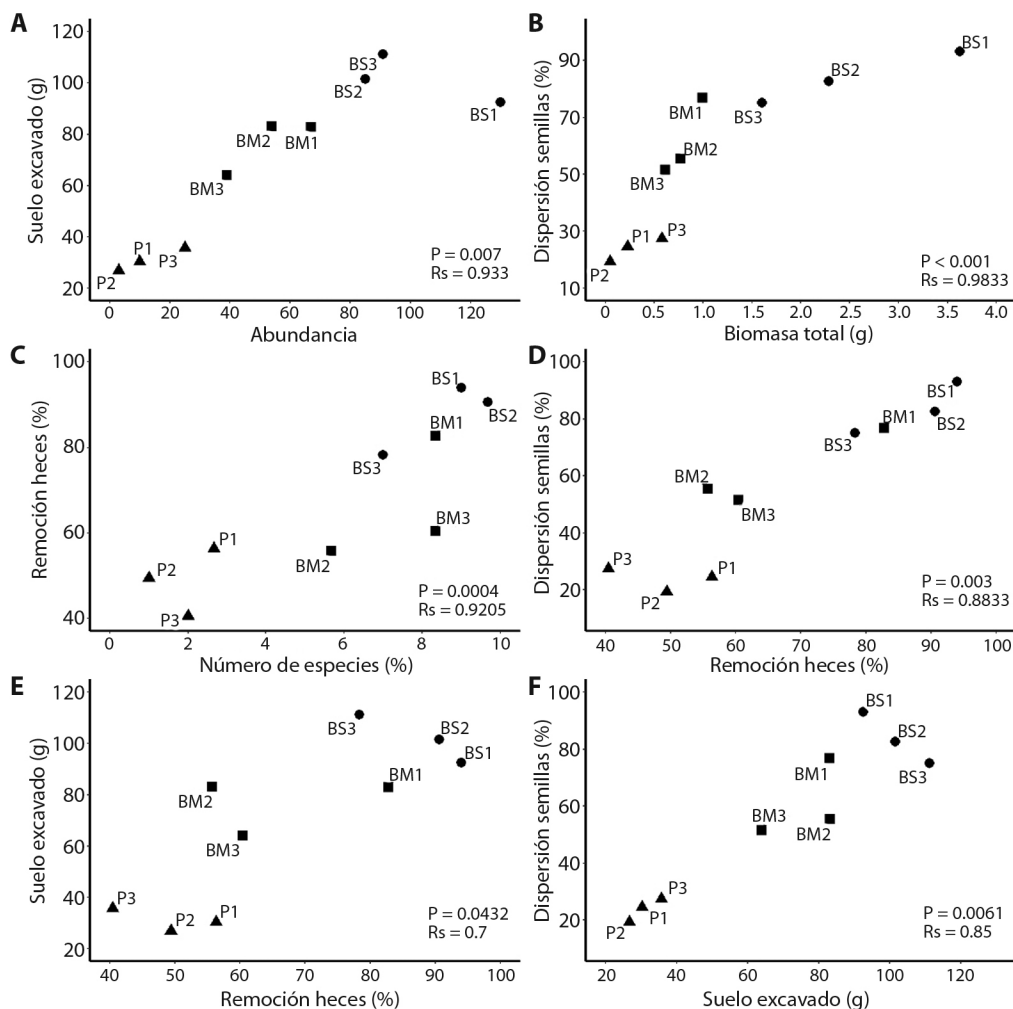 A
Suelo excavado (g)
120
100
80
60
40
20
BS3
BS2
BS1
BM2
BM1
BM3
P1
P3
P2
P = 0.007
Rs = 0.933
0
20
40
60
80
100
120
Abundancia
B
Dispersión semillas (%)
90
70
50
30
10
BS1
BS2
BM1
BS3
BM2
BM3
P1
P3
P2
P < 0.001
Rs = 0.9833
0
0.5
1.0
1.5
2.0
2.5
3.0
3.5
4.0
Biomasa total (g)
C
Remoción heces (%)
100
80
60
40
BS1
BS2
BM1
BS3
BM3
BM2
P1
P2
P3
P = 0.0004
Rs = 0.9205
0
2
4
6
8
10
Número de especies (%)
D
Dispersión semillas (%)
100
80
60
40
20
BS1
BM1
BS2
BS3
BM2
BM3
P3
P1
P2
P = 0.003
Rs = 0.8833
40
50
60
70
80
90
100
Remoción heces (%)
E
Suelo excavado (g)
120
100
80
60
40
20
BS3
BS2
BS1
BM1
BM2
BM3
P3
P2
P1
P = 0.0432
Rs = 0.7
40
50
60
70
80
90
100
Remoción heces (%)
F
Dispersión semillas (%)
100
80
60
40
20
BS1
BS2
BM1
BS3
BM3
BM2
P3
P1
P2
P = 0.0061
Rs = 0.85
20
40
60
80
100
120
Suelo excavado (g)